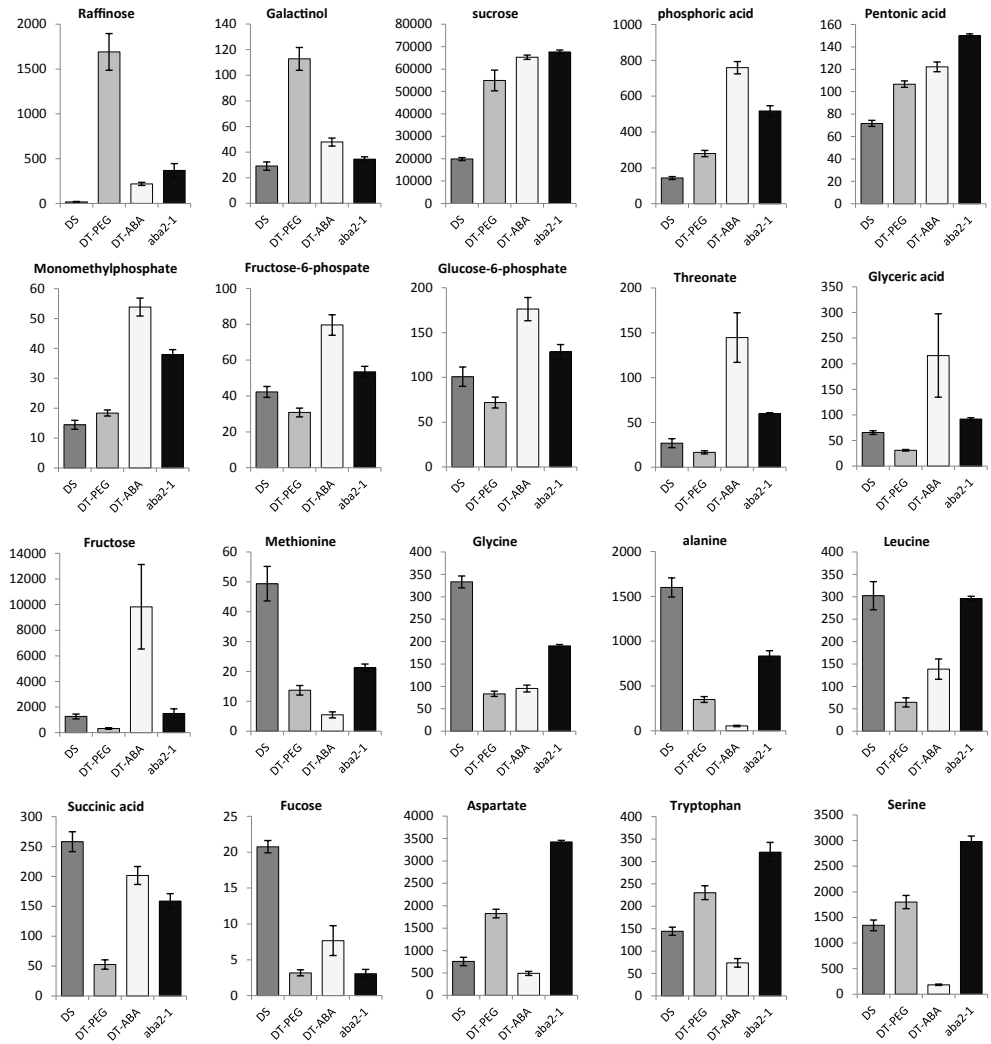 Raffinose
2000
1500
1000
500
0
DS
DT-PEG
DT-ABA
aba2-1
Galactinol
140
120
100
80
60
40
20
0
DS
DT-PEG
DT-ABA
aba2-1
sucrose
80000
70000
60000
50000
40000
30000
20000
10000
0
DS
DT-PEG
DT-ABA
aba2-1
phosphoric acid
1000
800
600
400
200
0
DS
DT-PEG
DT-ABA
aba2-1
Pentonic acid
160
140
120
100
80
60
40
20
0
DS
DT-PEG
DT-ABA
aba2-1
Monomethylphosphate
60
50
40
30
20
10
0
DS
DT-PEG
DT-ABA
aba2-1
Fructose-6-phospate
100
80
60
40
20
0
DS
DT-PEG
DT-ABA
aba2-1
Glucose-6-phosphate
200
150
100
50
0
DS
DT-PEG
DT-ABA
aba2-1
Threonate
200
150
100
50
0
DS
DT-PEG
DT-ABA
aba2-1
Glyceric acid
350
300
250
200
150
100
50
0
DS
DT-PEG
DT-ABA
aba2-1
Fructose
14000
12000
10000
8000
6000
4000
2000
0
DS
DT-PEG
DT-ABA
aba2-1
Methionine
60
50
40
30
20
10
0
DS
DT-PEG
DT-ABA
aba2-1
Glycine
400
350
300
250
200
150
100
50
0
DS
DT-PEG
DT-ABA
aba2-1
alanine
2000
1500
1000
500
0
DS
DT-PEG
DT-ABA
aba2-1
Leucine
400
350
300
250
200
150
100
50
0
DS
DT-PEG
DT-ABA
aba2-1
Succinic acid
300
250
200
150
100
50
0
DS
DT-PEG
DT-ABA
aba2-1
Fucose
25
20
15
10
5
0
DS
DT-PEG
DT-ABA
aba2-1
Aspartate
4000
3500
3000
2500
2000
1500
1000
500
0
DS
DT-PEG
DT-ABA
aba2-1
Tryptophan
400
350
300
250
200
150
100
50
0
DS
DT-PEG
DT-ABA
aba2-1
Serine
3500
3000
2500
2000
1500
1000
500
0
DS
DT-PEG
DT-ABA
aba2-1